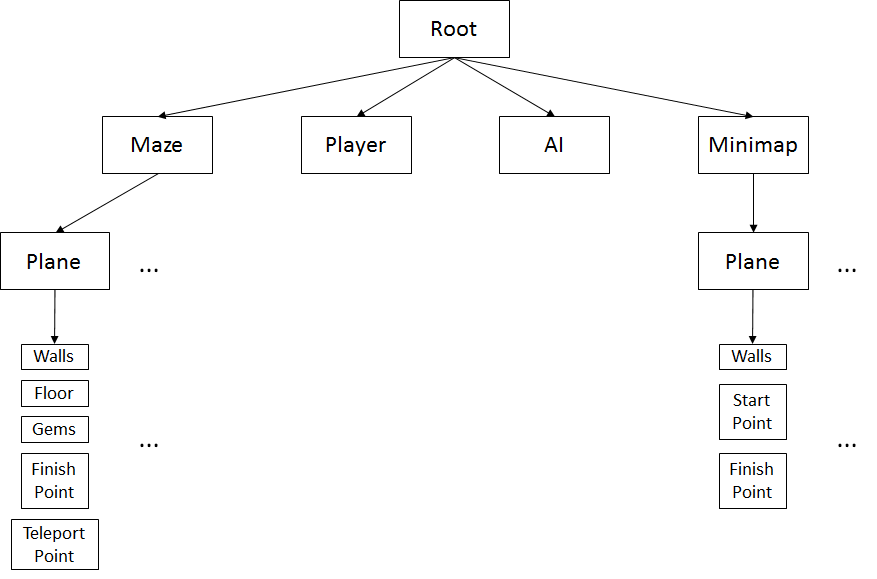 Root
Maze
Player
AI
Minimap
Plane
...
Plane
...
Walls
Floor
Gems
Finish
Point
Teleport
Point
...
Walls
Start
Point
Finish
Point
...